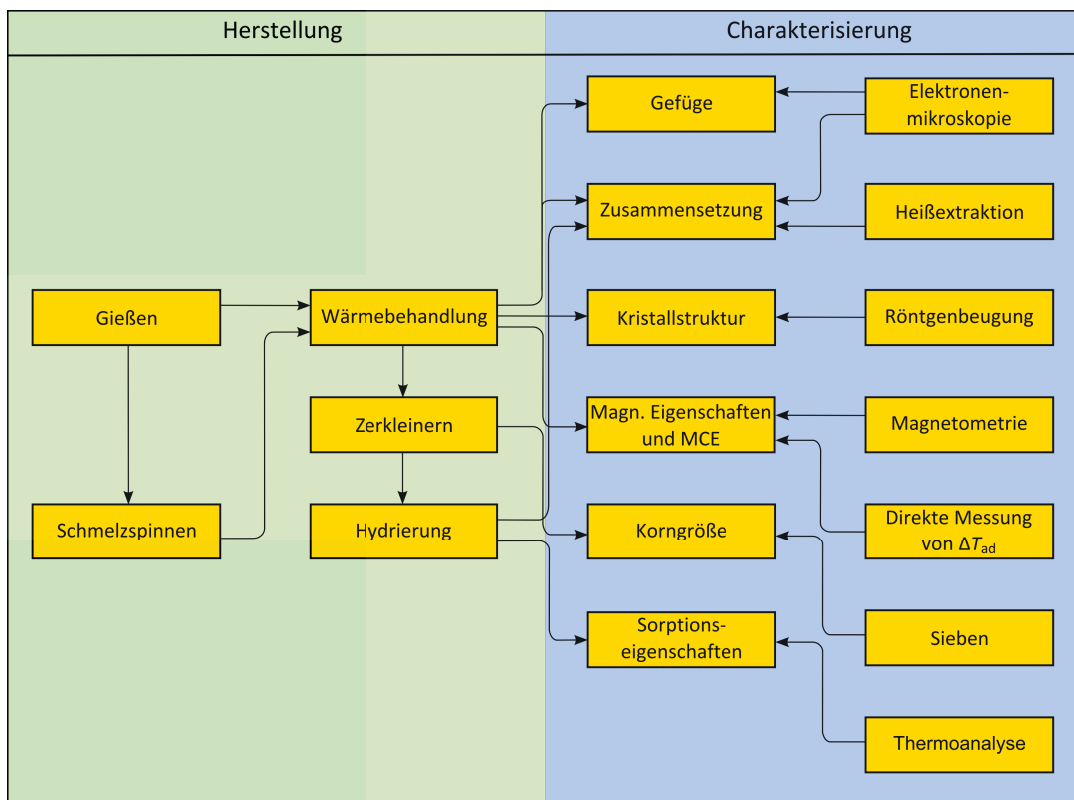 Herstellung
Charakterisierung
Gefüge
Elektronen-
mikroskopie
Zusammensetzung
Heißextraktion
Gießen
Wärmebehandlung
Kristallstruktur
Röntgenbeugung
Zerkleinern
Magn. Eigenschaften
und MCE
Magnetometrie
Schmelzspinnen
Hydrierung
Korngröße
Direkte Messung
von ΔTad
Sorptions-
eigenschaften
Sieben
Thermoanalyse